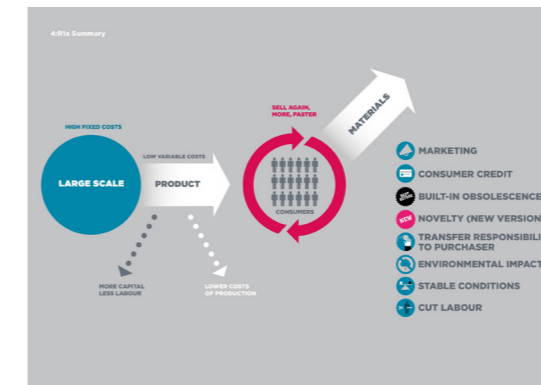 4:R1a Summary
HIGH FIXED COSTS
LARGE SCALE
LOW VARIABLE COSTS
PRODUCT
MORE CAPITAL
LESS LABOUR
LOWER COSTS
OF PRODUCTION
SELL AGAIN,
MORE, FASTER
CONSUMERS
MATERIALS
MARKETING
CONSUMER CREDIT
BUILT-IN OBSOLESCENCE
NEW
NOVELTY (NEW VERSION
TRANSFER RESPONSIBILI
TO PURCHASER
ENVIRONMENTAL IMPACT
STABLE CONDITIONS
CUT LABOUR